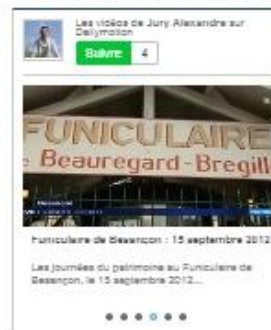 Les vidéos de Jury Alexandre sur
Dailymotion
Suivre 4
FUNICULAIRE
Beauregard-Bregill
Funiculaire de Besançon : 15 septembre 2012
Les journées du patrimoine au Funiculaire de
Besançon, le 15 septembre 2012...